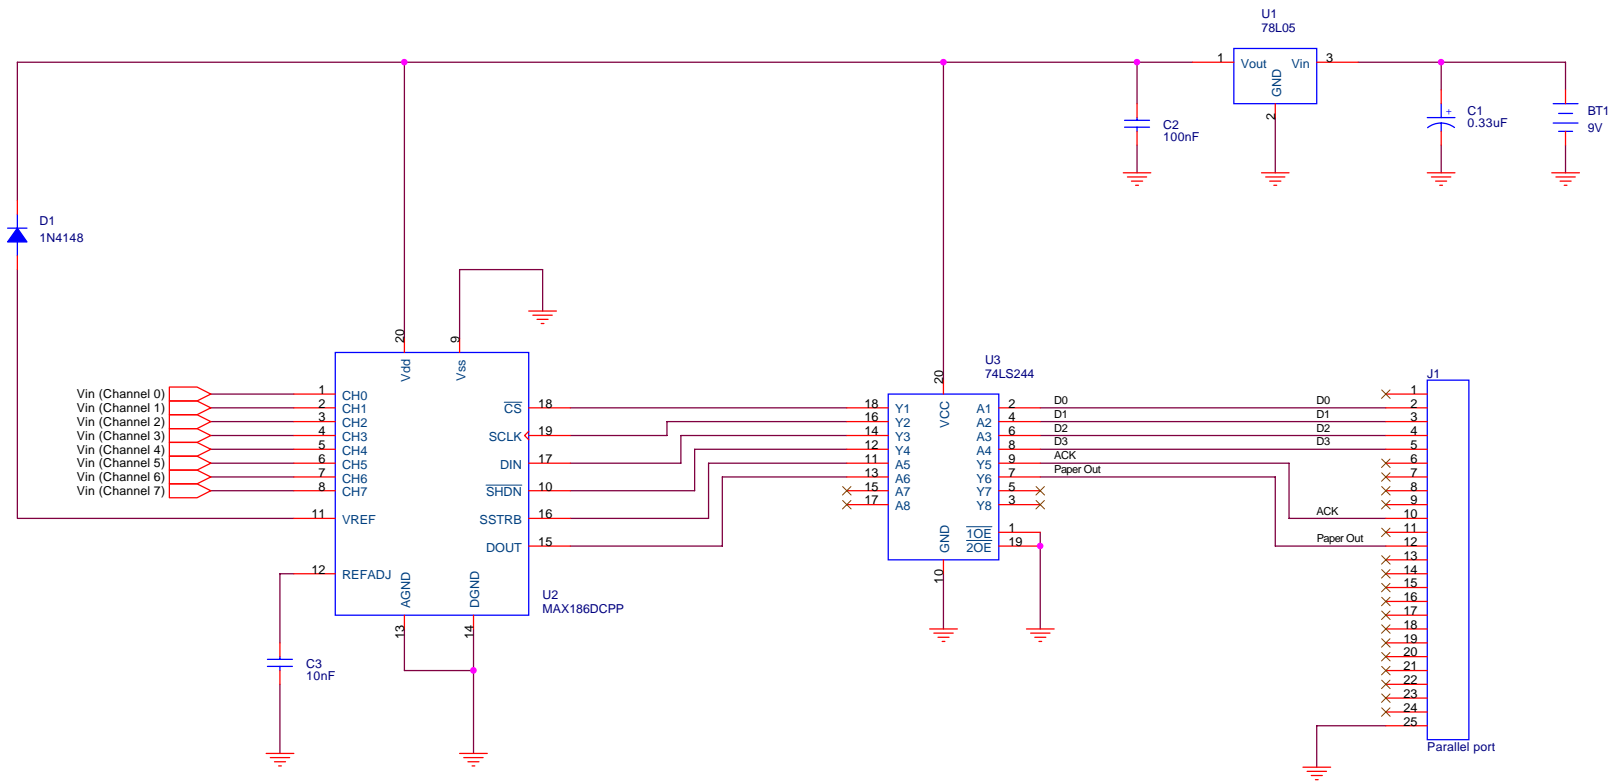 U1
78L05
1
Vout
Vin
3
GND
2
C2
100nF
C1
+
0.33uF
BT1
9V
D1
1N4148
20
9
Vdd
Vss
Vin (Channel 0)
Vin (Channel 1)
Vin (Channel 2)
Vin (Channel 3)
Vin (Channel 4)
Vin (Channel 5)
Vin (Channel 6)
Vin (Channel 7)
1
2
3
4
5
6
7
8
11
12
CH0
CH1
CH2
CH3
CH4
CH5
CH6
CH7
VREF
REFADJ
CS
SCLK
DIN
SHDN
SSTRB
DOUT
18
19
17
10
16
15
AGND
DGND
13
14
U2
MAX186DCPP
C3
10nF
U3
74LS244
20
VCC
18
16
14
12
11
13
15
17
Y1
Y2
Y3
Y4
A5
A6
A7
A8
A1
A2
A3
A4
Y5
Y6
Y7
Y8
1OE
2OE
2
4
6
8
9
7
5
3
1
19
GND
10
D0
D1
D2
D3
ACK
Paper Out
D0
D1
D2
D3
ACK
Paper Out
J1
1
2
3
4
5
6
7
8
9
10
11
12
13
14
15
16
17
18
19
20
21
22
23
24
25
Parallel port